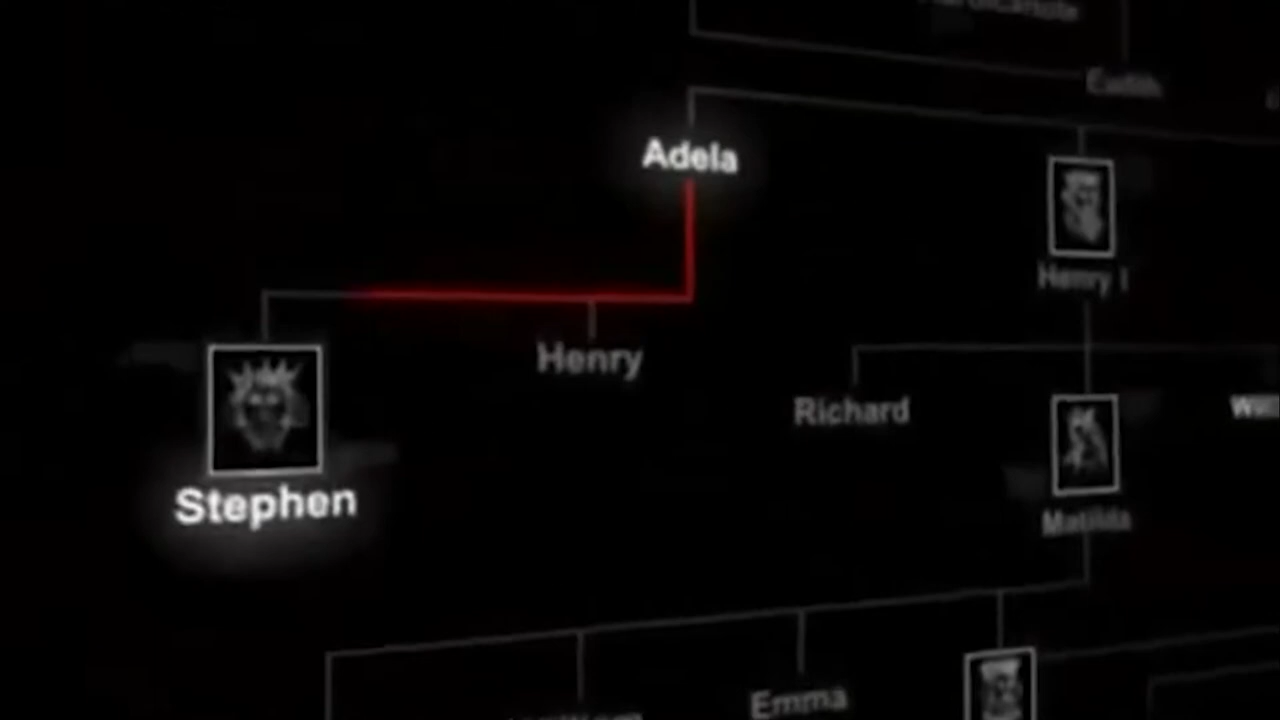 Adela
Henry I
Henry
Richard
Stephen
Matilda
Emma